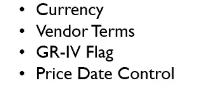 • Currency
• Vendor Terms
• GR-IV Flag
• Price Date Control